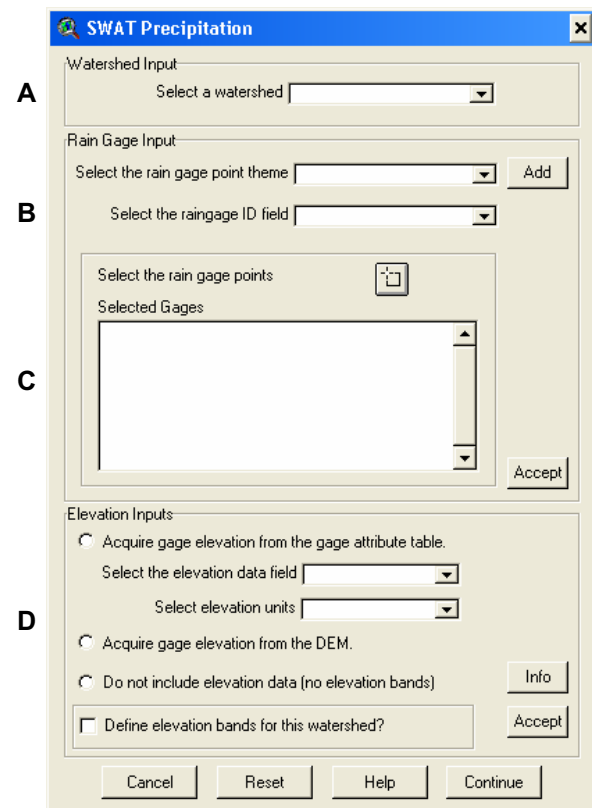 SWAT Precipitation
Watershed Input
A
Select a watershed
Rain Gage Input
Select the rain gage point theme
Add
B
Select the raingage ID field
Select the rain gage points
Selected Gages
C
Accept
Elevation Inputs
Acquire gage elevation from the gage attribute table.
Select the elevation data field
Select elevation units
D
Acquire gage elevation from the DEM.
Do not include elevation data (no elevation bands)
Info
Define elevation bands for this watershed?
Accept
Cancel Reset Help Continue